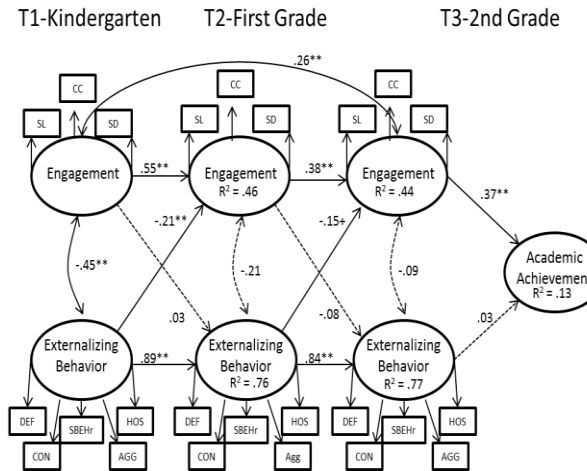 T1-Kindergarten T2-First Grade T3-2nd Grade
.26**
CC CC CC
SL SD SL SD SL SD
Engagement .55** Engagement .38** Engagement
R² = .46 R² = .44
.37**
-.21** -.15+
-.45** -.21 -.09
Academic
Achievemen
R² = .13
.03 -.08 .03
Externalizing Externalizing Externalizing
Behavior .89** Behavior .84** Behavior
R² = .76 R² = .77
DEF SBEHr HOS DEF SBEHr HOS DEF SBEHr HOS
CON AGG CON Agg CON AGG